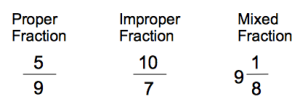 Proper Improper Mixed
Fraction Fraction Fraction
5/9 10/7 9 1/8